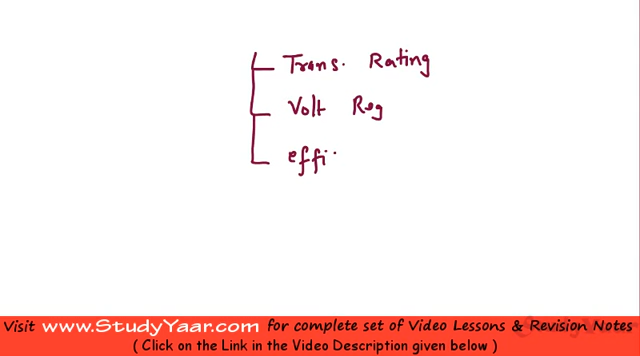 Trans. Rating
Volt Reg
effi.
Visit www.StudyYaar.com for complete set of Video Lessons & Revision Notes
( Click on the Link in the Video Description given below )